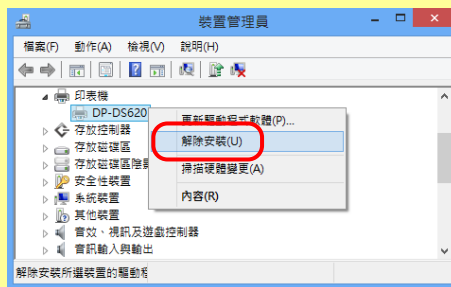 裝置管理員
檔案(F) 動作(A) 檢視(V) 說明(H)
印表機
DP-DS620
更新驅動程式軟體(P)...
存放控制器
解除安裝(U)
存放磁碟區
存放磁碟區陰影
掃描硬體變更(A)
安全性裝置
系統裝置
內容(R)
其他裝置
音效、視訊及遊戲控制器
音訊輸入與輸出
解除安裝所選裝置的驅動程